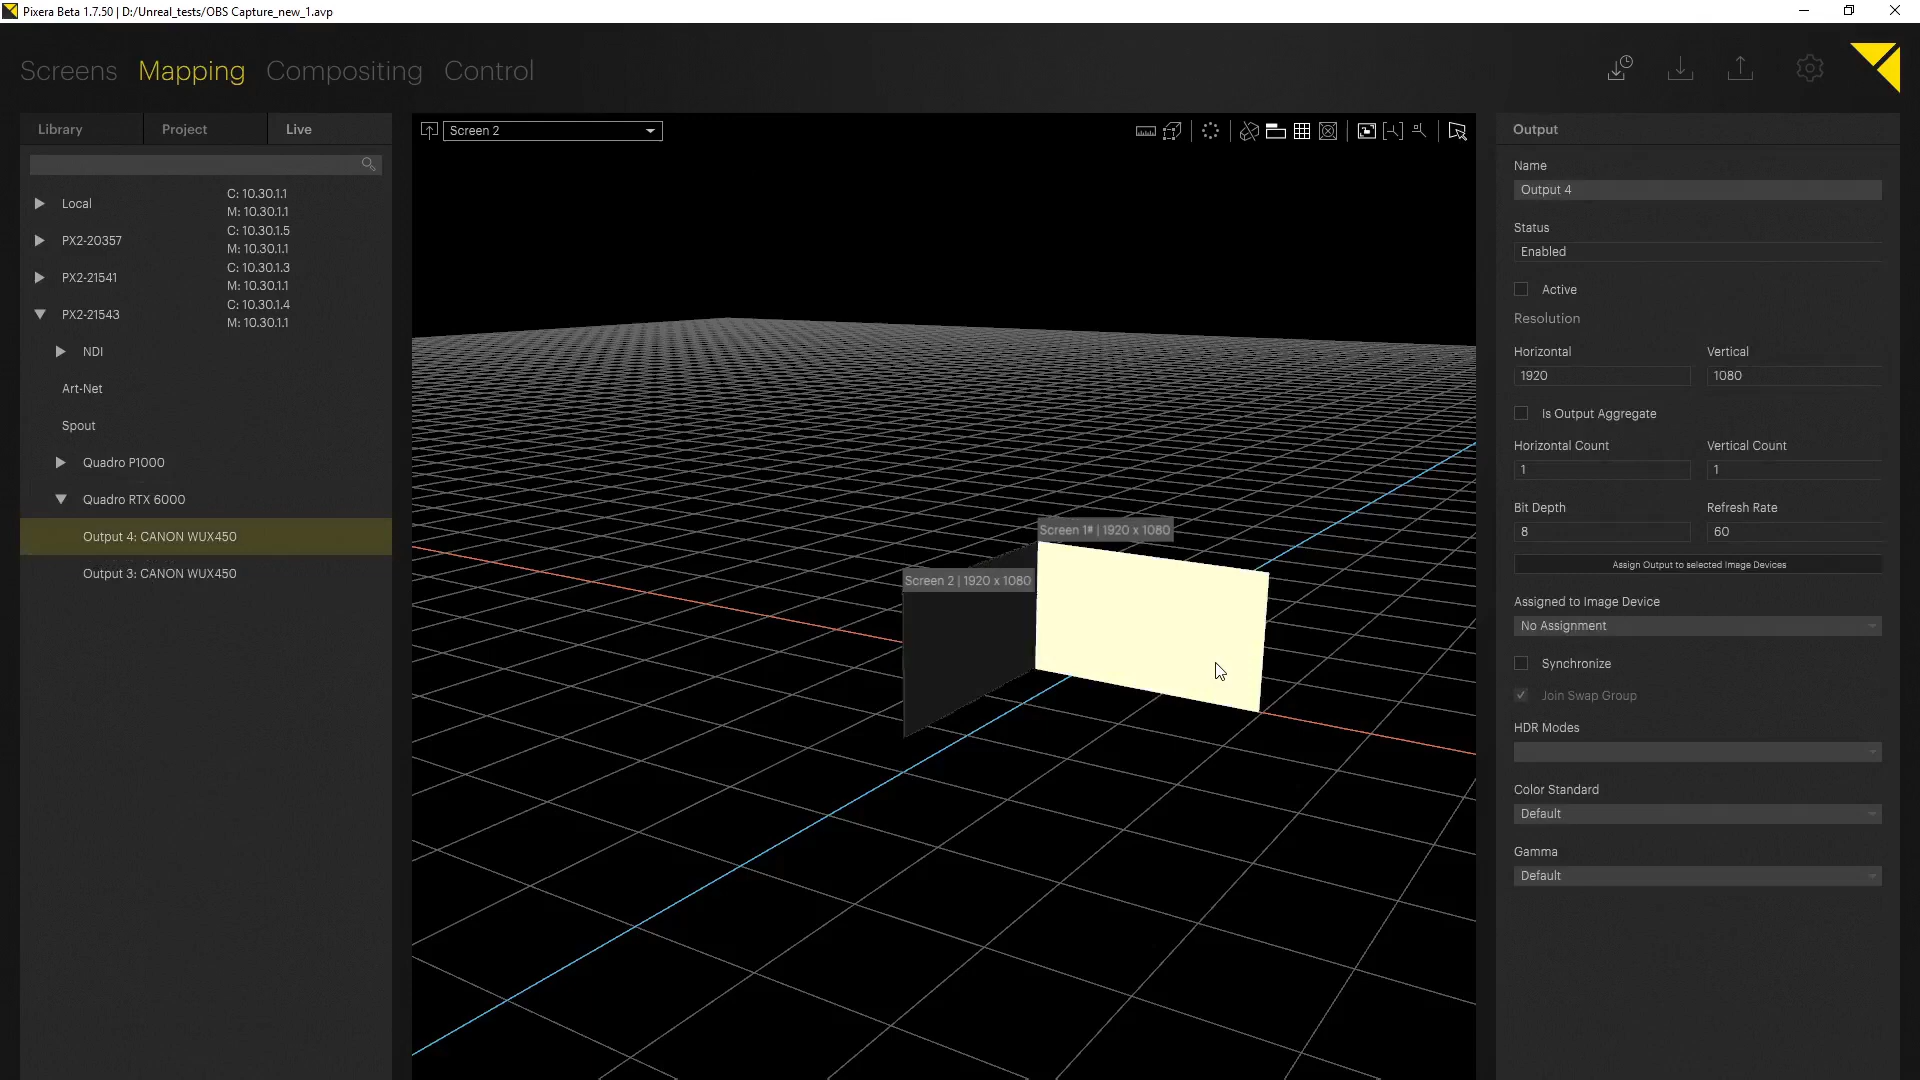 Pixera Beta 1.7.50 | D:/Unreal_tests/OBS Capture_new_1.avp
Screens Mapping Compositing Control
Library Project Live
Local
C: 10.30.1.1
M: 10.30.1.1
PX2-20357
C: 10.30.1.5
M: 10.30.1.1
PX2-21541
C: 10.30.1.3
M: 10.30.1.1
PX2-21543
C: 10.30.1.4
M: 10.30.1.1
NDI
Art-Net
Spout
Quadro P1000
Quadro RTX 6000
Output 4: CANON WUX450
Output 3: CANON WUX450
Screen 2
Screen 1# | 1920 x 1080
Screen 2 | 1920 x 1080
Output
Name
Output 4
Status
Enabled
Active
Resolution
Horizontal Vertical
1920 1080
Is Output Aggregate
Horizontal Count Vertical Count
1 1
Bit Depth Refresh Rate
8 60
Assign Output to selected Image Devices
Assigned to Image Device
No Assignment
Synchronize
Join Swap Group
HDR Modes
Color Standard
Default
Gamma
Default